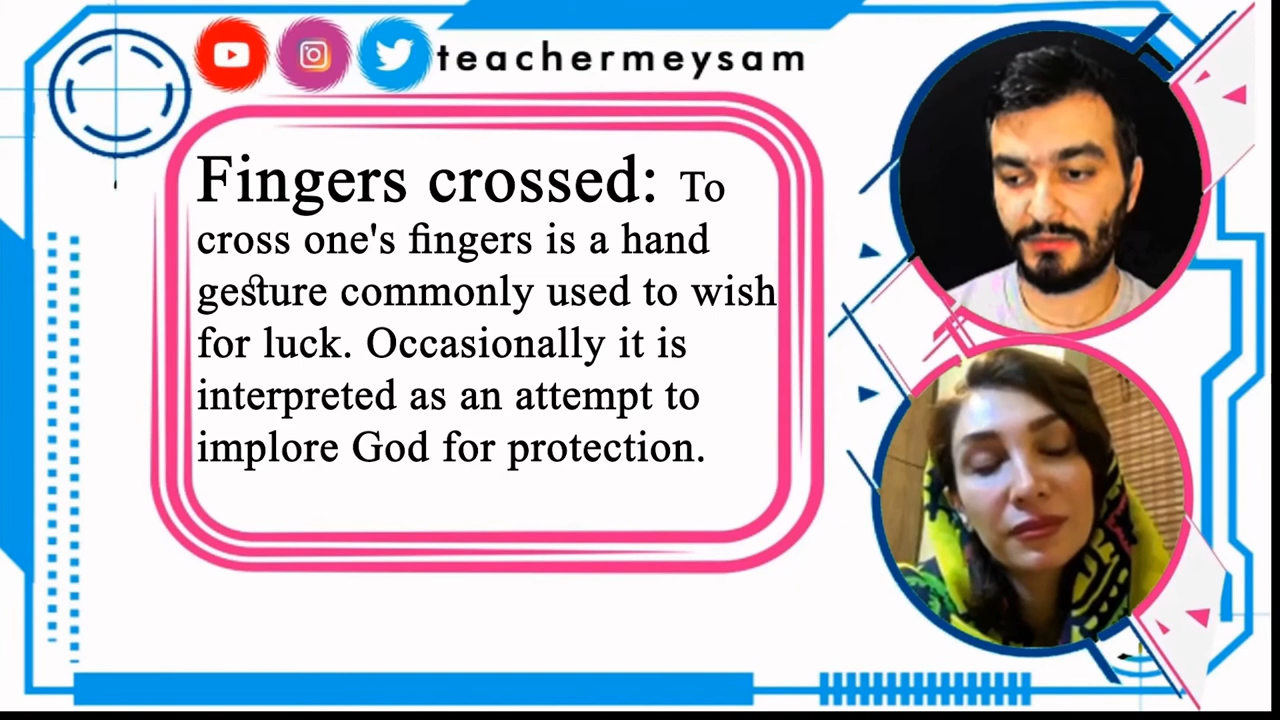 teachermeysam
Fingers crossed: To
cross one's fingers is a hand
gesture commonly used to wish
for luck. Occasionally it is
interpreted as an attempt to
implore God for protection.